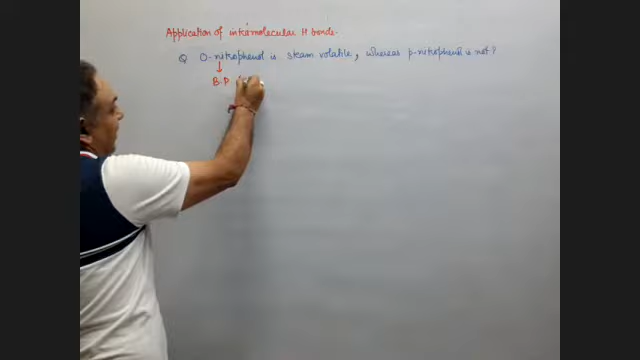 Application of intramolecular H bonds.
Q O-nitrophenol is steam volatile, whereas p-nitrophenol is not?
B.P